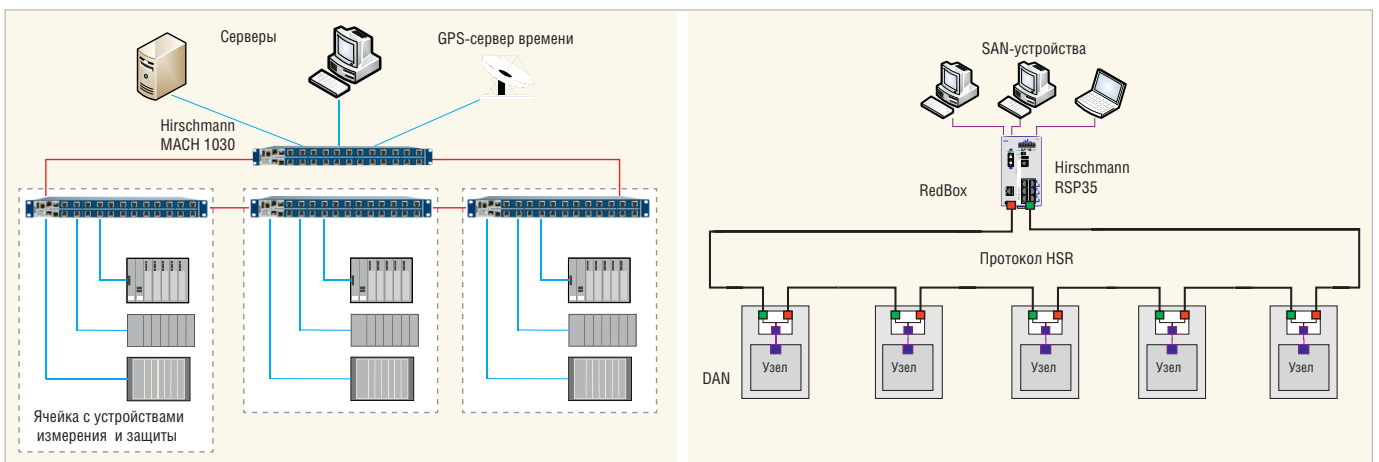 Серверы
GPS-сервер времени
Hirschmann
MACH 1030
Ячейка с устройствами
измерения и защиты
SAN-устройства
RedBox
Hirschmann
RSP35
Протокол HSR
DAN
Узел
Узел
Узел
Узел
Узел